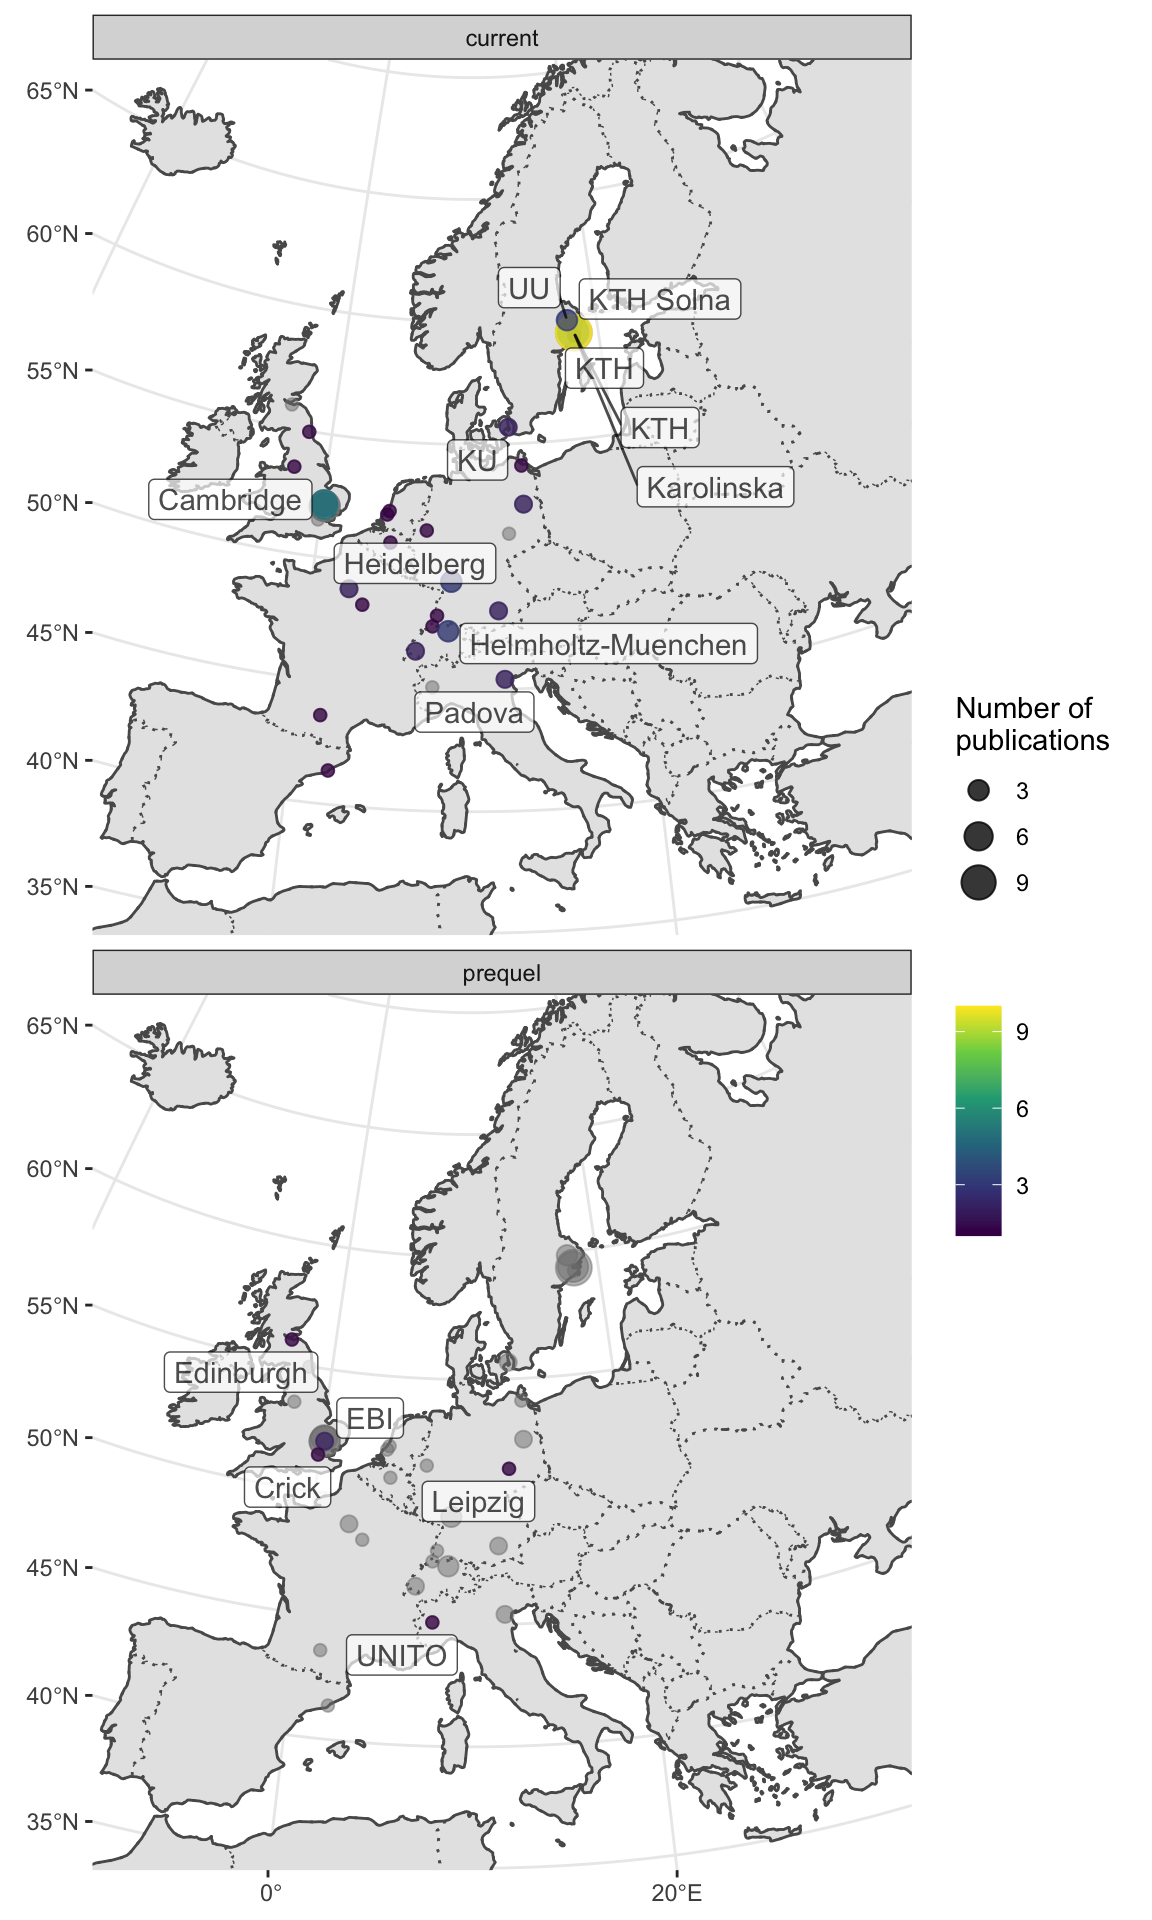 current
65°N
60°N
55°N
50°N
45°N
40°N
35°N
UU
KTH Solna
KTH
KTH
KU
Karolinska
Cambridge
Heidelberg
Helmholtz-Muenchen
Padova
Number of
publications
3
6
9
prequel
65°N
60°N
55°N
50°N
45°N
40°N
35°N
Edinburgh
EBI
Crick
Leipzig
UNITO
0°
20°E
9
6
3